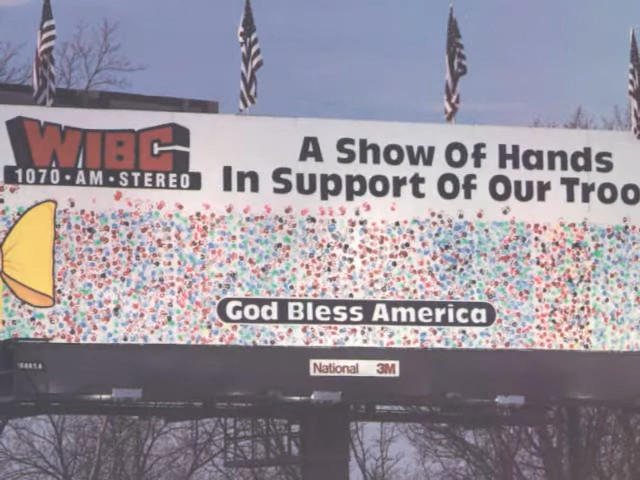 WIBC
1070•AM•STEREO
A Show Of Hands
In Support Of Our Troo
God Bless America
National 3M